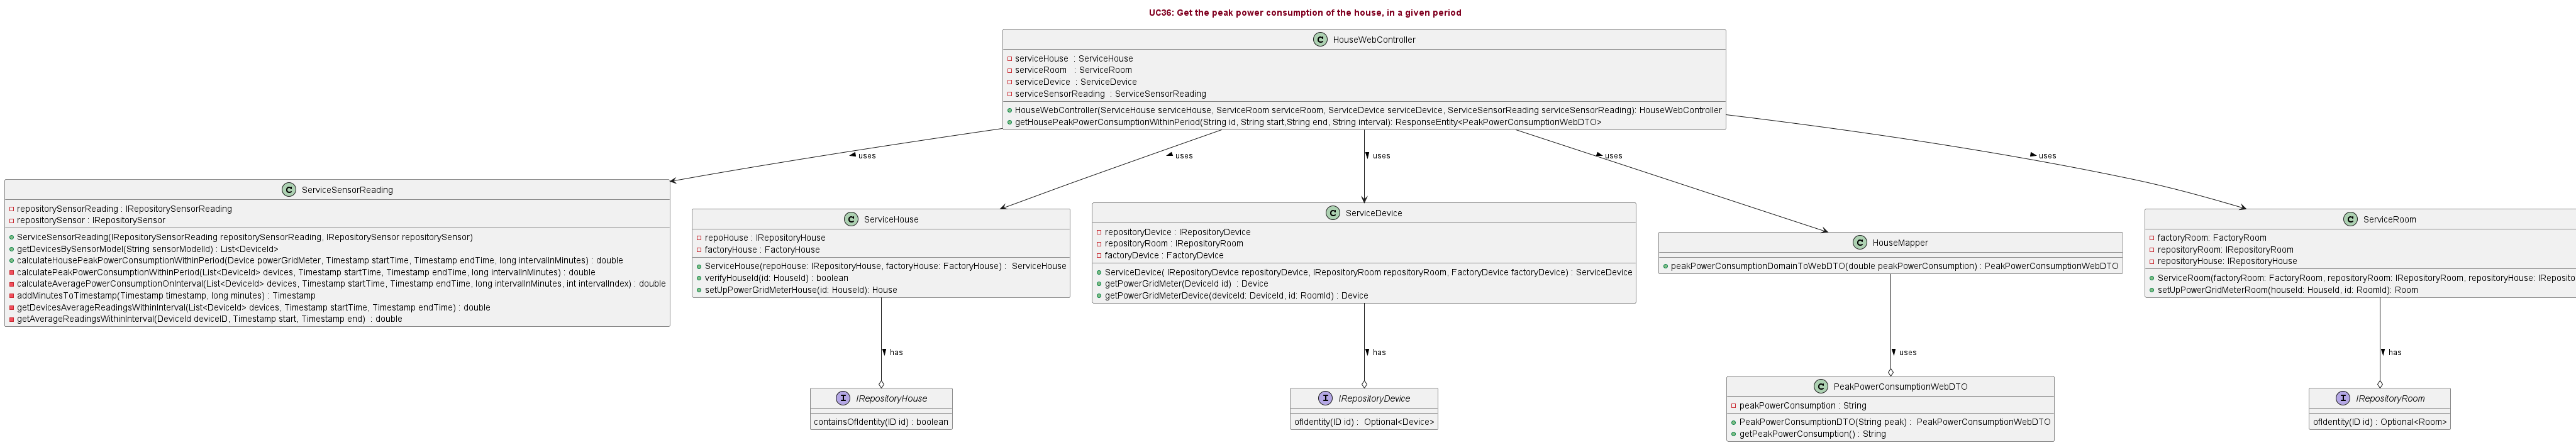 UC36: Get the peak power consumption of the house, in a given period
C HouseWebController
serviceHouse : ServiceHouse
serviceRoom : ServiceRoom
serviceDevice : ServiceDevice
serviceSensorReading : ServiceSensorReading
HouseWebController(ServiceHouse serviceHouse, ServiceRoom serviceRoom, ServiceDevice serviceDevice, ServiceSensorReading serviceSensorReading): HouseWebController
getHousePeakPowerConsumptionWithinPeriod(String id, String start,String end, String interval): ResponseEntity<PeakPowerConsumptionWebDTO>
uses
uses
uses
uses
uses
C ServiceSensorReading
repositorySensorReading : IRepositorySensorReading
repositorySensor : IRepositorySensor
ServiceSensorReading(IRepositorySensorReading repositorySensorReading, IRepositorySensor repositorySensor)
getDevicesBySensorModel(String sensorModelId) : List<DeviceId>
calculateHousePeakPowerConsumptionWithinPeriod(Device powerGridMeter, Timestamp startTime, Timestamp endTime, long intervalInMinutes) : double
calculatePeakPowerConsumptionWithinPeriod(List<DeviceId> devices, Timestamp startTime, Timestamp endTime, long intervalInMinutes) : double
calculateAveragePowerConsumptionOnInterval(List<DeviceId> devices, Timestamp startTime, Timestamp endTime, long intervalInMinutes, int intervalIndex) : double
addMinutesToTimestamp(Timestamp timestamp, long minutes) : Timestamp
getDevicesAverageReadingsWithinInterval(List<DeviceId> devices, Timestamp startTime, Timestamp endTime) : double
getAverageReadingsWithinInterval(DeviceId deviceID, Timestamp start, Timestamp end) : double
C ServiceHouse
repoHouse : IRepositoryHouse
factoryHouse : FactoryHouse
ServiceHouse(repoHouse: IRepositoryHouse, factoryHouse: FactoryHouse) : ServiceHouse
verifyHouseId(id: HouseId) : boolean
setUpPowerGridMeterHouse(id: HouseId): House
C ServiceDevice
repositoryDevice : IRepositoryDevice
repositoryRoom : IRepositoryRoom
factoryDevice : FactoryDevice
ServiceDevice( IRepositoryDevice repositoryDevice, IRepositoryRoom repositoryRoom, FactoryDevice factoryDevice) : ServiceDevice
getPowerGridMeter(DeviceId id) : Device
getPowerGridMeterDevice(deviceId: DeviceId, id: RoomId) : Device
C HouseMapper
peakPowerConsumptionDomainToWebDTO(double peakPowerConsumption) : PeakPowerConsumptionWebDTO
C ServiceRoom
factoryRoom: FactoryRoom
repositoryRoom: IRepositoryRoom
repositoryHouse: IRepositoryHouse
ServiceRoom(factoryRoom: FactoryRoom, repositoryRoom: IRepositoryRoom, repositoryHouse: IReposito
setUpPowerGridMeterRoom(houseId: HouseId, id: RoomId): Room
has
has
uses
has
I IRepositoryHouse
containsOfIdentity(ID id) : boolean
I IRepositoryDevice
ofIdentity(ID id) : Optional<Device>
C PeakPowerConsumptionWebDTO
peakPowerConsumption : String
PeakPowerConsumptionDTO(String peak) : PeakPowerConsumptionWebDTO
getPeakPowerConsumption() : String
I IRepositoryRoom
ofIdentity(ID id) : Optional<Room>